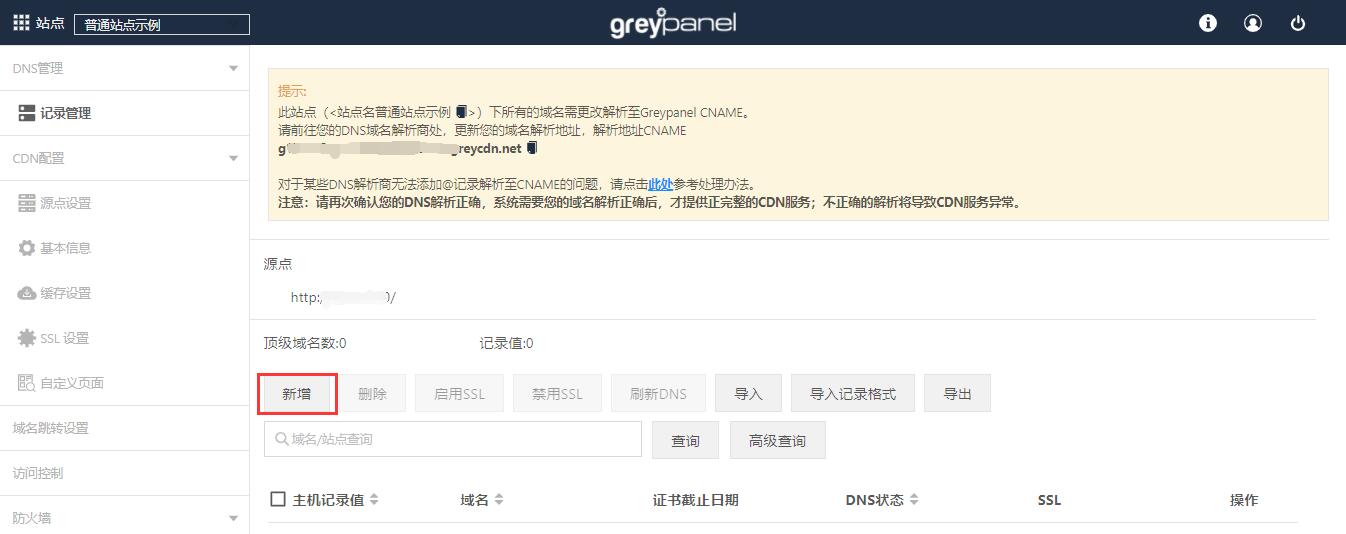 站点 普通站点示例
greypanel
DNS管理
记录管理
CDN配置
源点设置
基本信息
缓存设置
SSL 设置
自定义页面
域名跳转设置
访问控制
防火墙
提示:
此站点（<站点名普通站点示例 >）下所有的域名需更改解析至Greypanel CNAME。
请前往您的DNS域名解析商处，更新您的域名解析地址，解析地址CNAME
greycdn.net
对于某些DNS解析商无法添加@记录解析至CNAME的问题，请点击此处参考处理办法。
注意：请再次确认您的DNS解析正确，系统需要您的域名解析正确后，才提供正完整的CDN服务；不正确的解析将导致CDN服务异常。
源点
http:/
顶级域名数:0 记录值:0
新增 删除 启用SSL 禁用SSL 刷新DNS 导入 导入记录格式 导出
域名/站点查询 查询 高级查询
主机记录值 域名 证书截止日期 DNS状态 SSL 操作